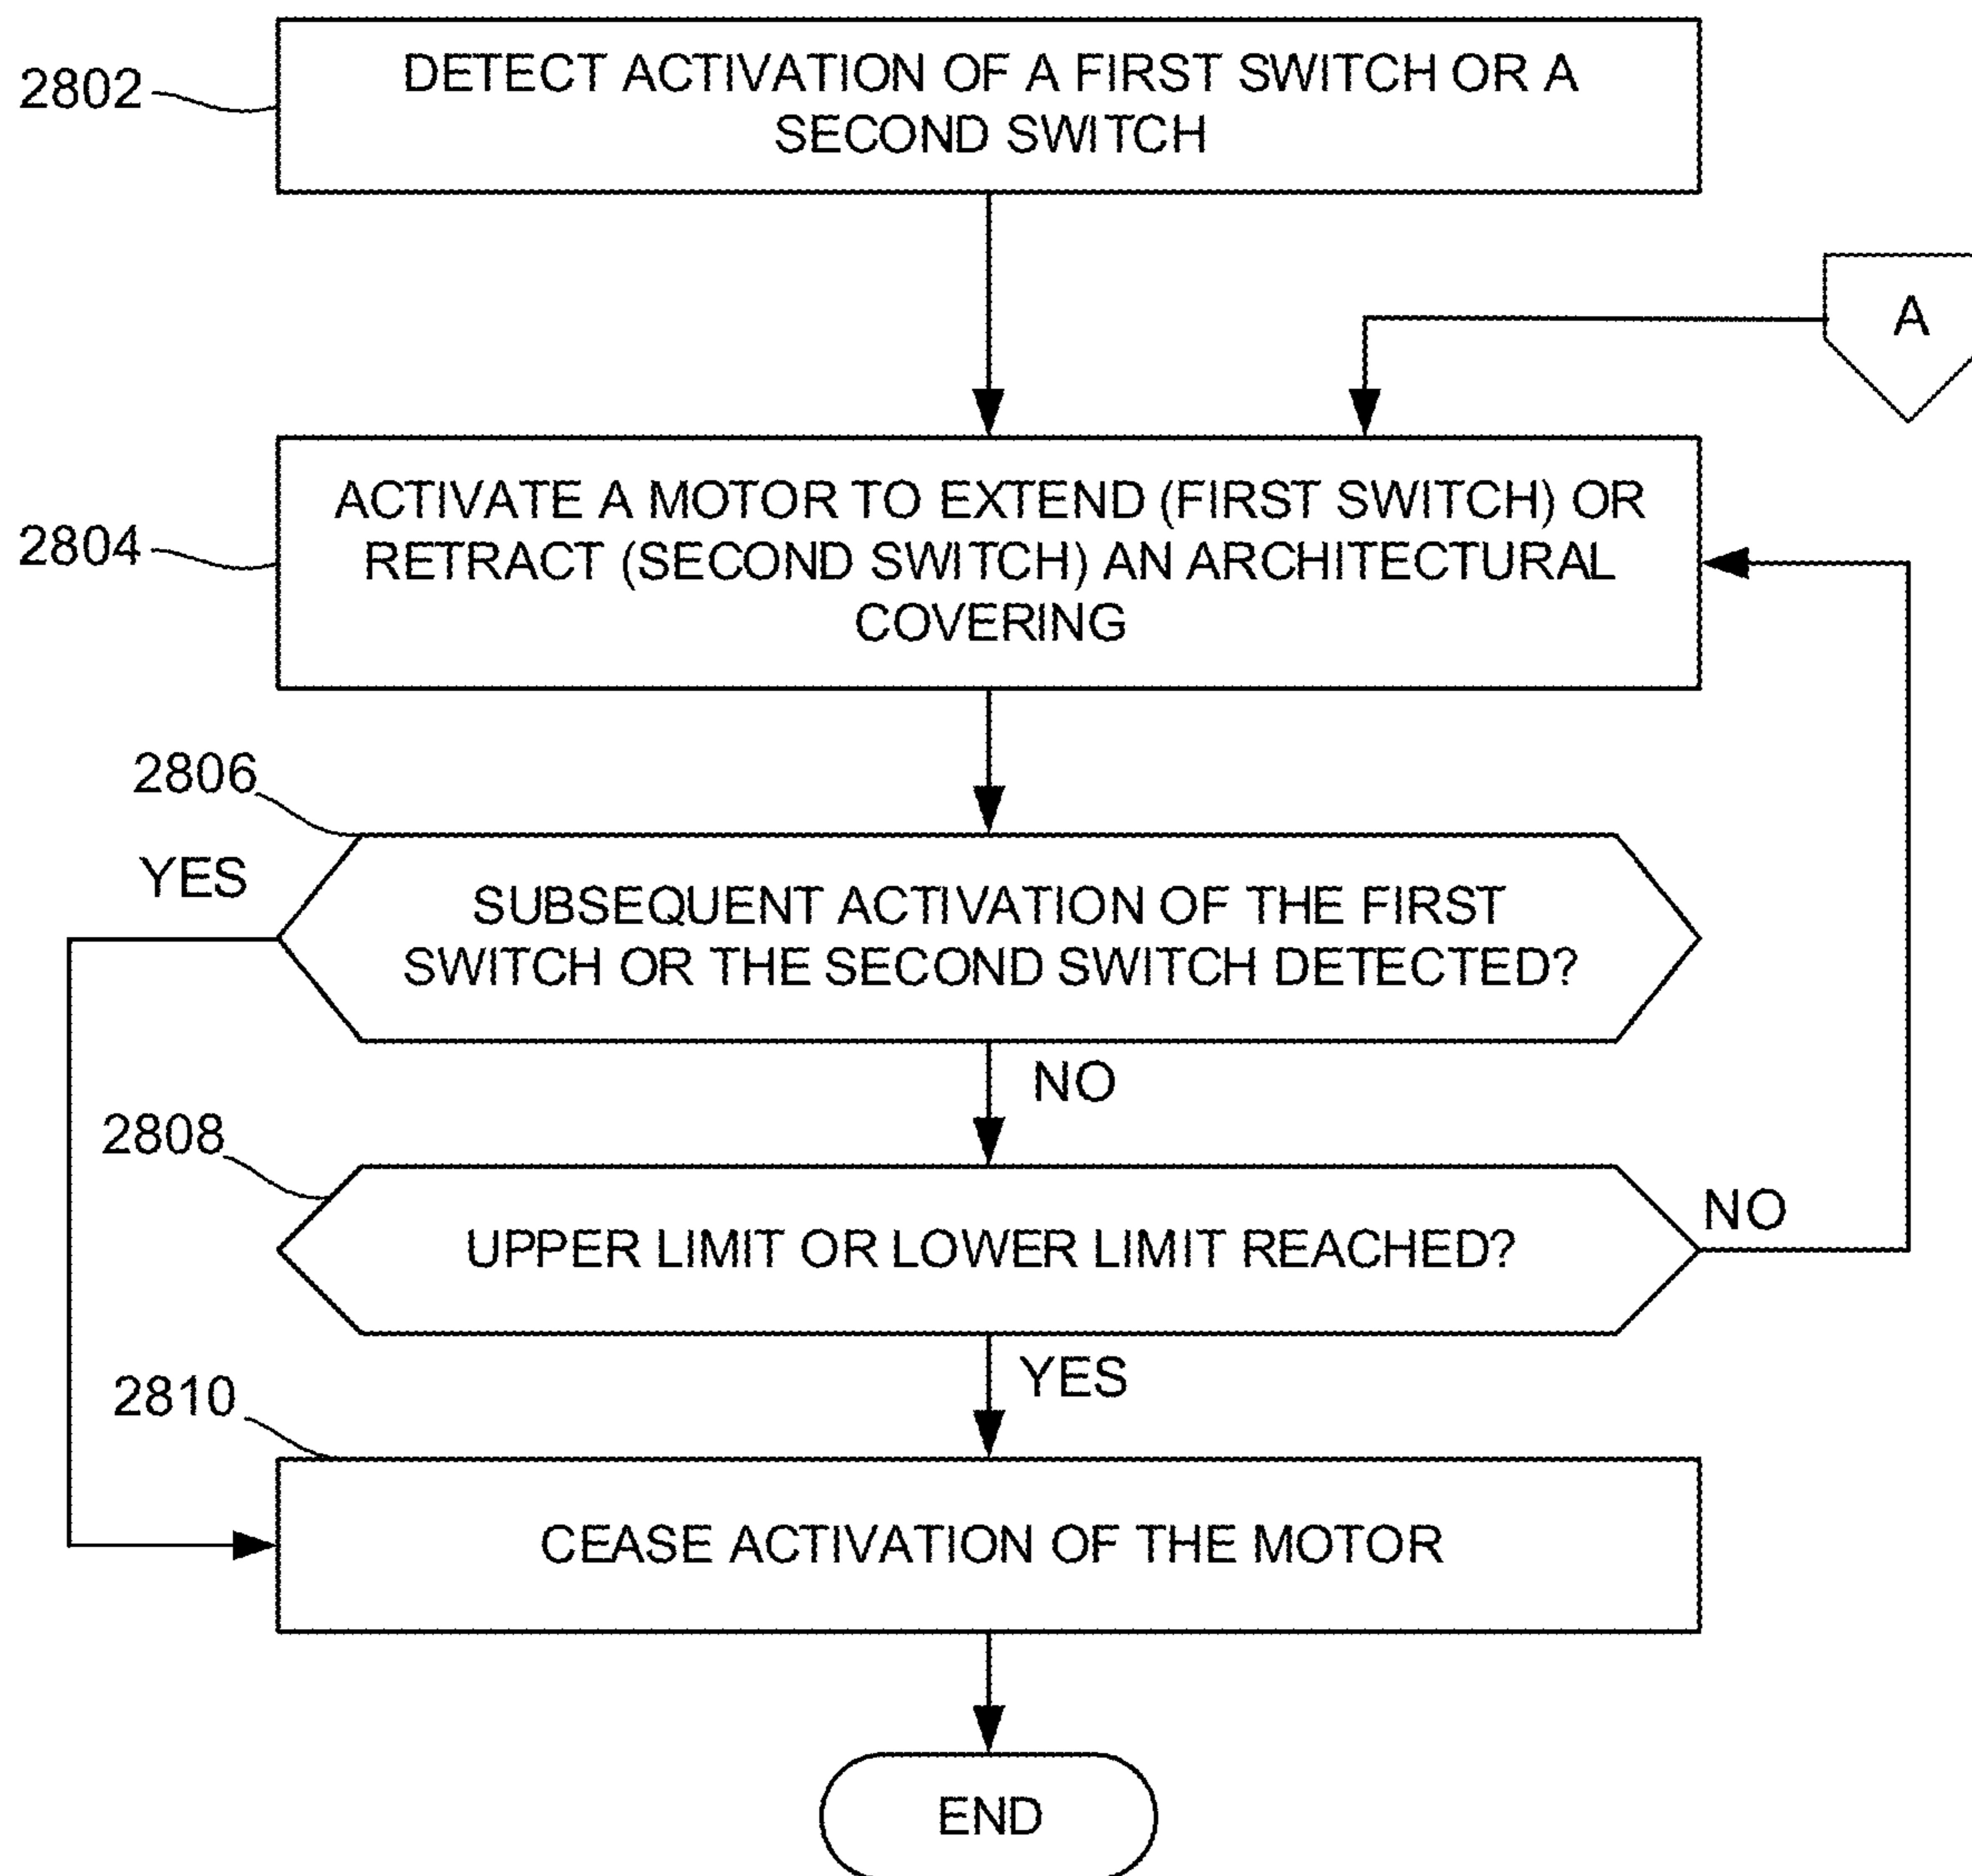 2802
DETECT ACTIVATION OF A FIRST SWITCH OR A
SECOND SWITCH
A
2804
ACTIVATE A MOTOR TO EXTEND (FIRST SWITCH) OR
RETRACT (SECOND SWITCH) AN ARCHITECTURAL
COVERING
2806
YES
SUBSEQUENT ACTIVATION OF THE FIRST
SWITCH OR THE SECOND SWITCH DETECTED?
NO
2808
NO
UPPER LIMIT OR LOWER LIMIT REACHED?
YES
2810
CEASE ACTIVATION OF THE MOTOR
END